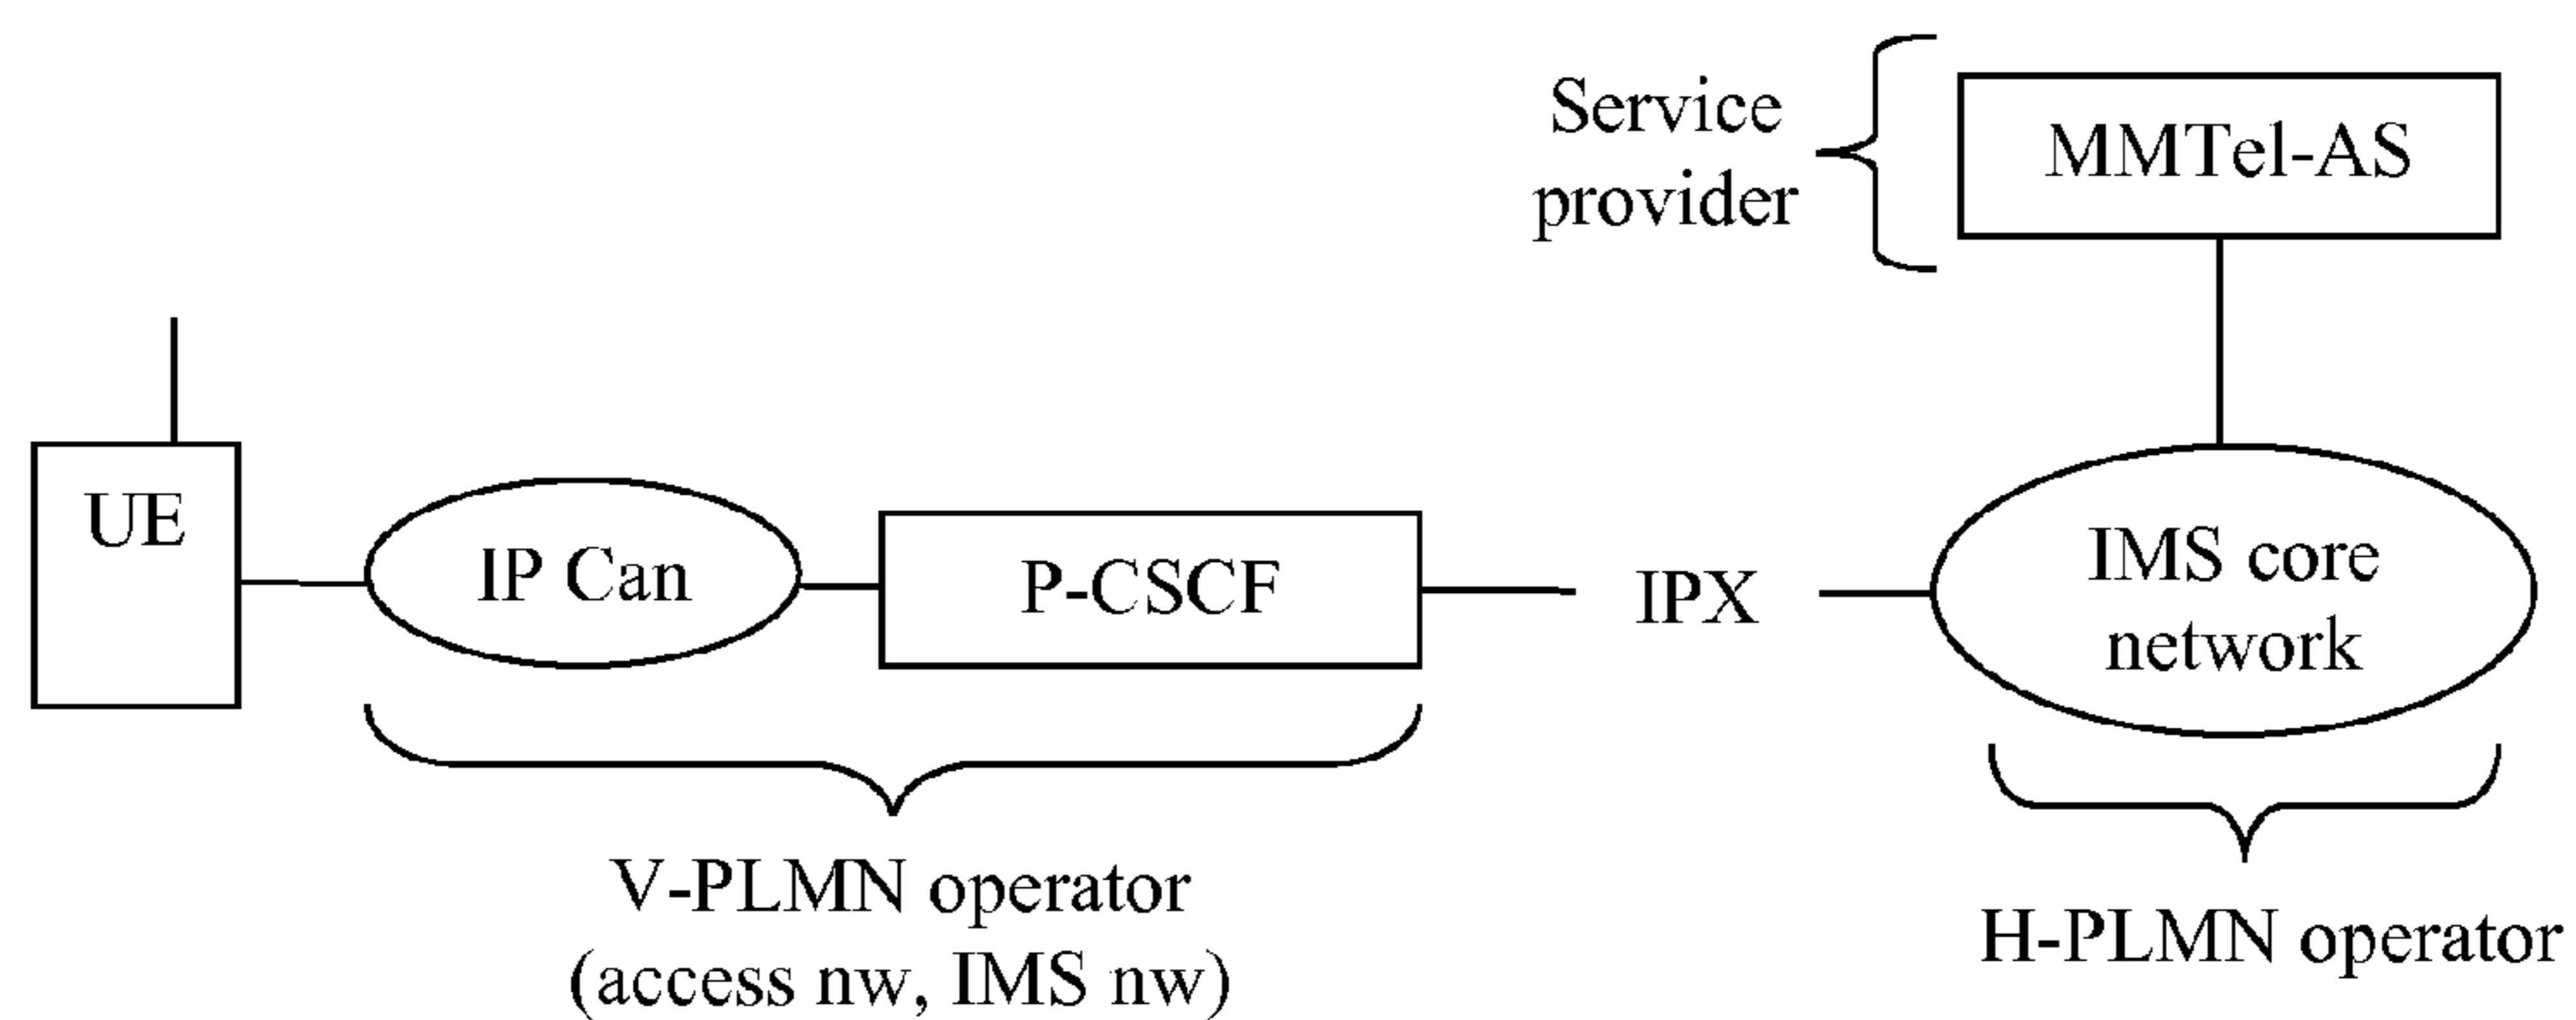 Service
provider
MMTel-AS
UE
IP Can
P-CSCF
IPX
IMS core
network
V-PLMN operator
(access nw, IMS nw)
H-PLMN operator